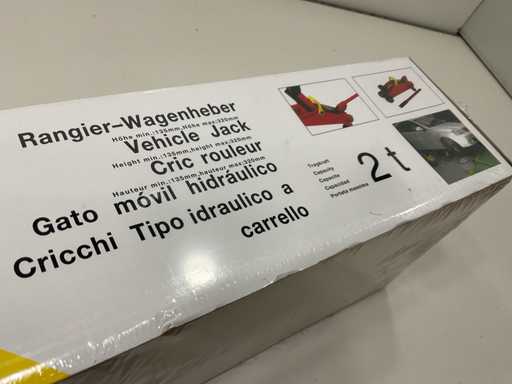 Rangier-Wagenheber
Höhe min.:135mm,Höhe max:320mm
Vehicle Jack
Height min.:135mm,height max:320mm
Cric rouleur
Hauteur min.:135mm,hauteur max:320mm
Gato móvil hidráulico
Cricchi Tipo idraulico a
carrello
Tragkraft
Capacity
Capacité
Capacidad
Portata massima
2t